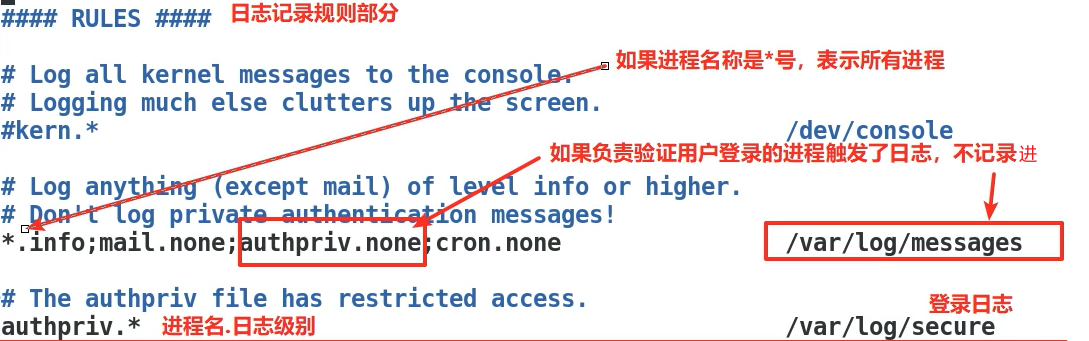 #### RULES #### 日志记录规则部分
# Log all kernel messages to the console. 如果进程名称是*号，表示所有进程
# Logging much else clutters up the screen.
#kern.* /dev/console
如果负责验证用户登录的进程触发了日志，不记录进
# Log anything (except mail) of level info or higher.
# Don't log private authentication messages!
*.info;mail.none;authpriv.none;cron.none /var/log/messages
# The authpriv file has restricted access. 登录日志
authpriv.* 进程名.日志级别 /var/log/secure